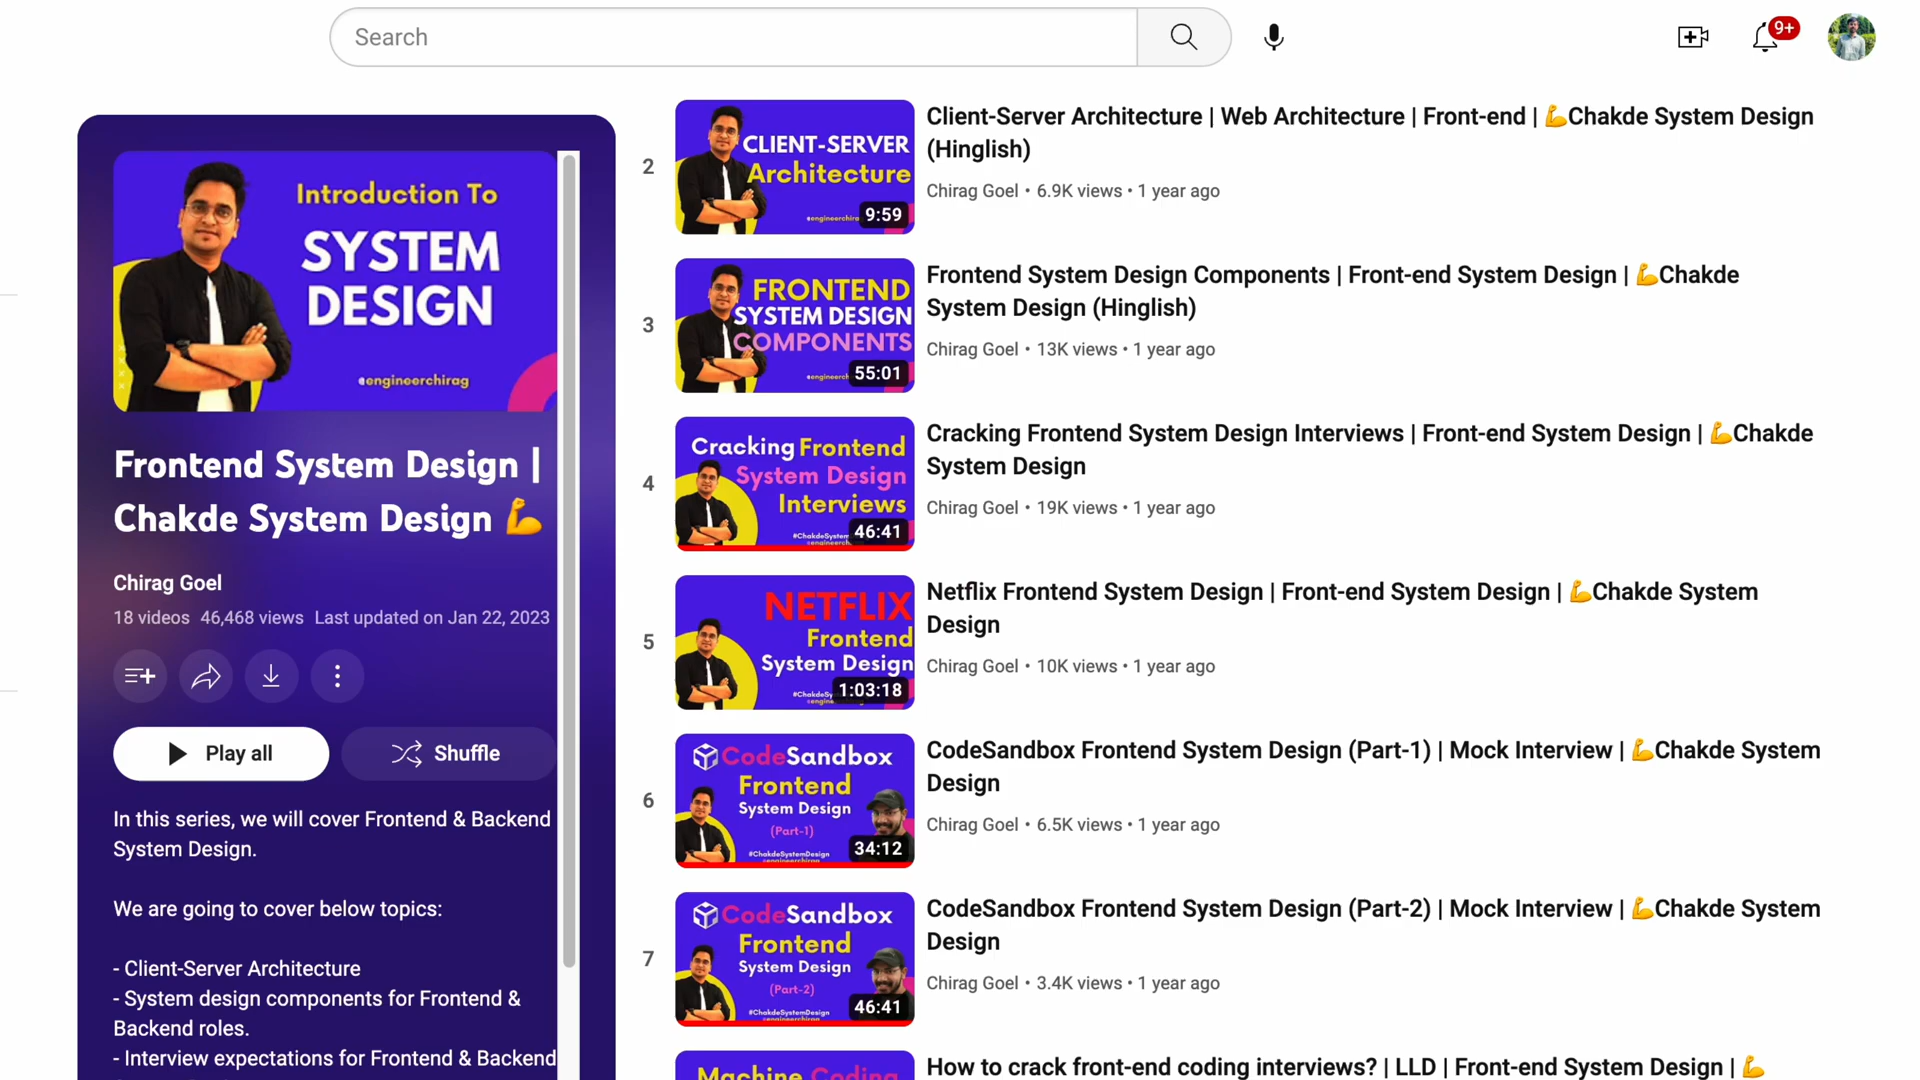 Search
9+
Introduction To
SYSTEM
DESIGN
@engineerchirag
Frontend System Design |
Chakde System Design 💪
Chirag Goel
18 videos 46,468 views Last updated on Jan 22, 2023
Play all
Shuffle
In this series, we will cover Frontend & Backend
System Design.
We are going to cover below topics:
- Client-Server Architecture
- System design components for Frontend &
Backend roles.
- Interview expectations for Frontend & Backend
2
CLIENT-SERVER
Architecture
@engineerchira
9:59
Client-Server Architecture | Web Architecture | Front-end | 💪Chakde System Design
(Hinglish)
Chirag Goel • 6.9K views • 1 year ago
3
FRONTEND
SYSTEM DESIGN
COMPONENTS
@engineerch
55:01
Frontend System Design Components | Front-end System Design | 💪Chakde
System Design (Hinglish)
Chirag Goel • 13K views • 1 year ago
4
Cracking Frontend
System Design
Interviews
#ChakdeSystem
@engineerch
46:41
Cracking Frontend System Design Interviews | Front-end System Design | 💪Chakde
System Design
Chirag Goel • 19K views • 1 year ago
5
NETFLIX
Frontend
System Design
#ChakdeSy
@engine
1:03:18
Netflix Frontend System Design | Front-end System Design | 💪Chakde System
Design
Chirag Goel • 10K views • 1 year ago
6
CodeSandbox
Frontend
System Design
(Part-1)
#ChakdeSystemDesign
@engineerchirag
34:12
CodeSandbox Frontend System Design (Part-1) | Mock Interview | 💪Chakde System
Design
Chirag Goel • 6.5K views • 1 year ago
7
CodeSandbox
Frontend
System Design
(Part-2)
#ChakdeSystemDesign
@engineerchirag
46:41
CodeSandbox Frontend System Design (Part-2) | Mock Interview | 💪Chakde System
Design
Chirag Goel • 3.4K views • 1 year ago
Machine Coding
How to crack front-end coding interviews? | LLD | Front-end System Design | 💪